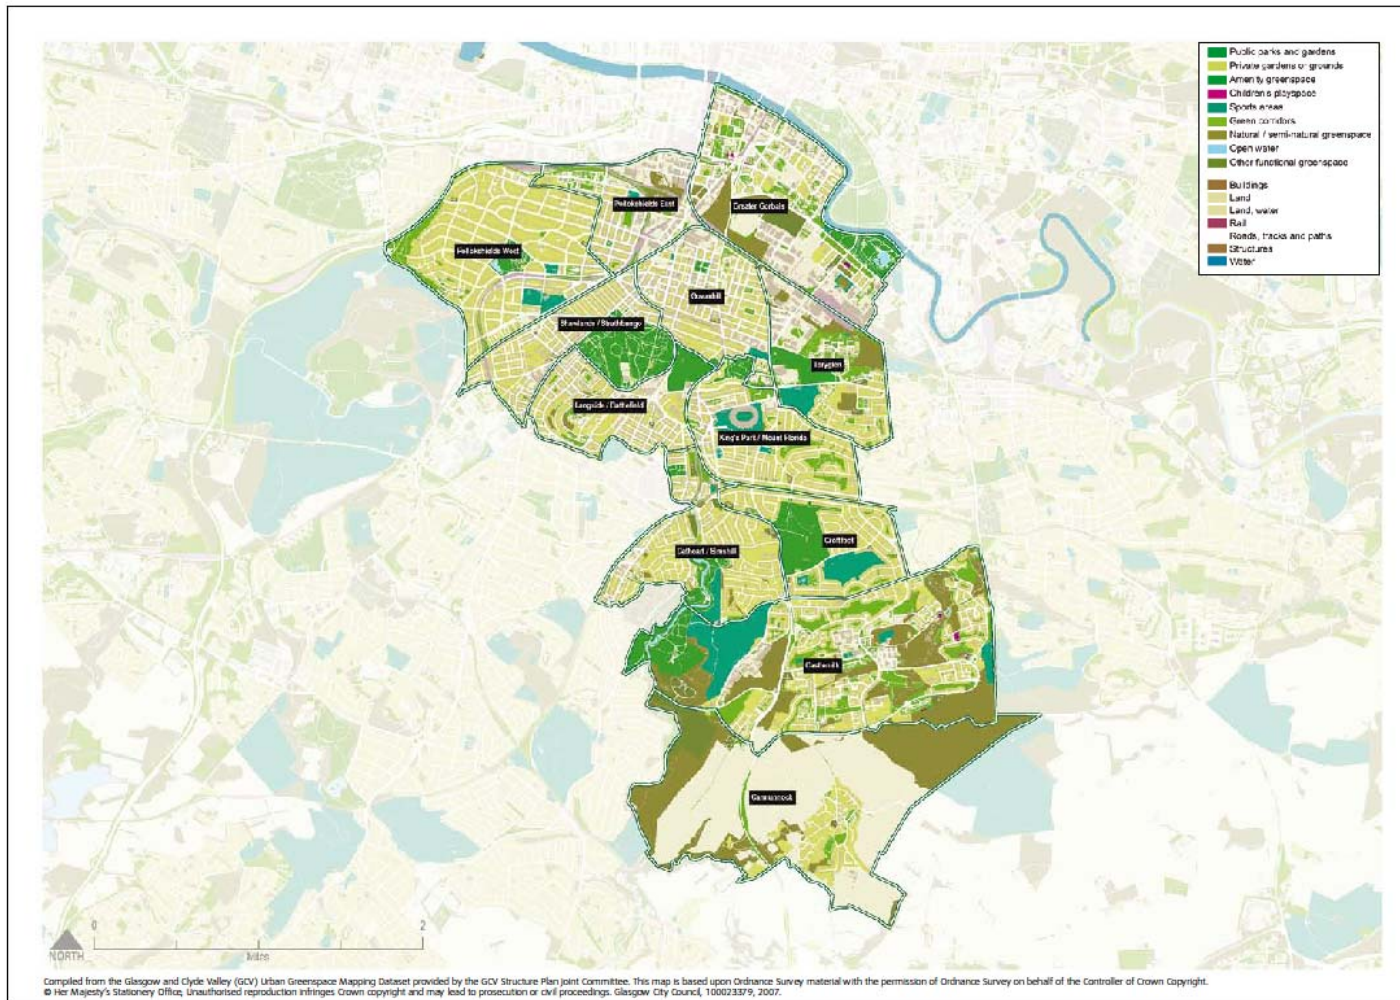 Public parks and gardens
Private gardens or grounds
Amenity greenspace
Children's playspace
Sports areas
Green corridors
Natural / semi-natural greenspace
Open water
Other functional greenspace
Buildings
Land
Land, water
Rail
Roads, tracks and paths
Structures
Water
Pollokshields East
Greater Gorbals
Pollokshields West
Govanhill
Shawlands / Strathbungo
Toryglen
Langside / Battlefield
King's Park / Mount Florida
Croftfoot
Cathcart / Simshill
Castlemilk
Carmunnock
0 2
NORTH
Miles
Compiled from the Glasgow and Clyde Valley (GCV) Urban Greenspace Mapping Dataset provided by the GCV Structure Plan Joint Committee. This map is based upon Ordnance Survey material with the permission of Ordnance Survey on behalf of the Controller of Crown Copyright.
© Her Majesty's Stationery Office, Unauthorised reproduction infringes Crown copyright and may lead to prosecution or civil proceedings. Glasgow City Council, 100023379, 2007.